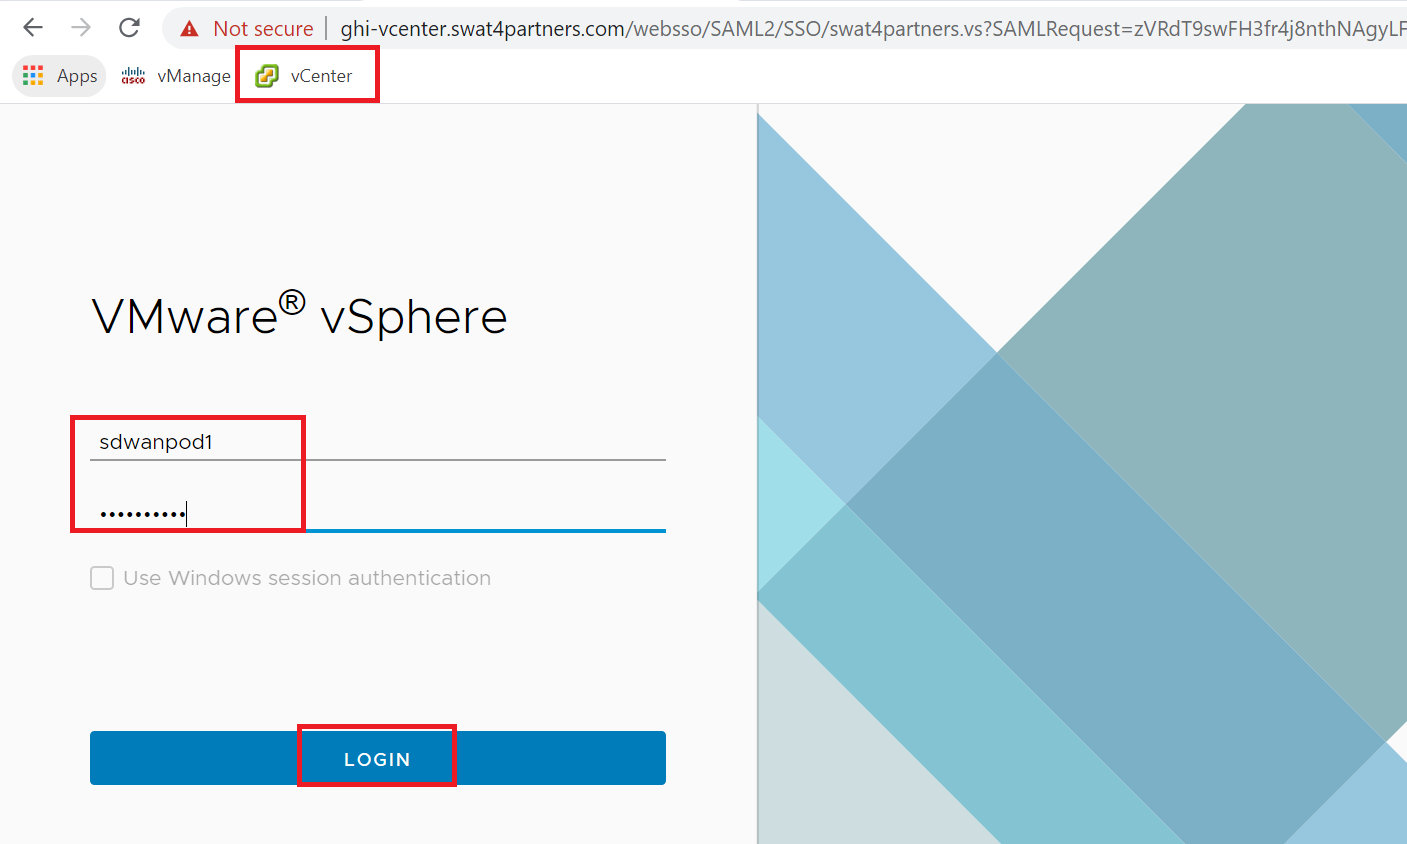 Not secure | ghi-vcenter.swat4partners.com/websso/SAML2/SSO/swat4partners.vs?SAMLRequest=zVRdT9swFH3fr4j8nthNAgyLF
Apps cisco vManage vCenter
VMware® vSphere
sdwanpod1
••••••••••
Use Windows session authentication
LOGIN